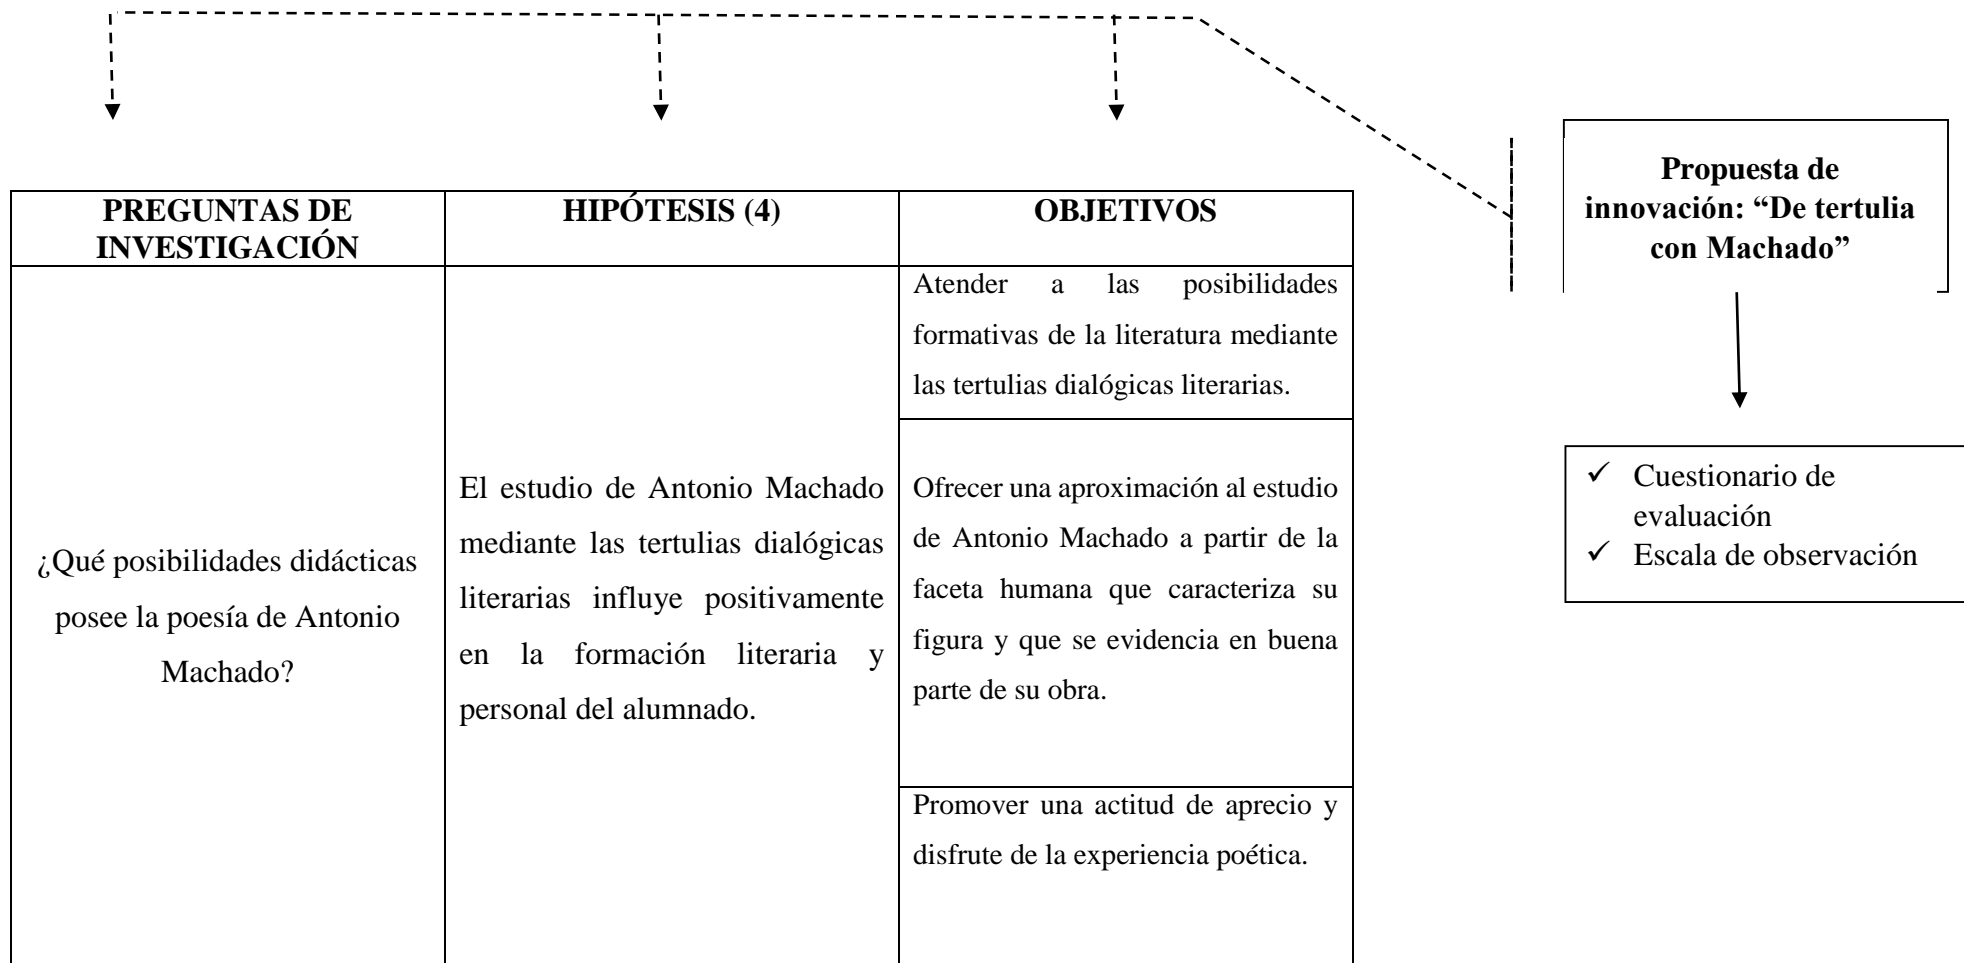 PREGUNTAS DE
INVESTIGACIÓN
HIPÓTESIS (4)
OBJETIVOS
¿Qué posibilidades didácticas
posee la poesía de Antonio
Machado?
El estudio de Antonio Machado
mediante las tertulias dialógicas
literarias influye positivamente
en la formación literaria y
personal del alumnado.
Atender a las posibilidades
formativas de la literatura mediante
las tertulias dialógicas literarias.
Ofrecer una aproximación al estudio
de Antonio Machado a partir de la
faceta humana que caracteriza su
figura y que se evidencia en buena
parte de su obra.
Promover una actitud de aprecio y
disfrute de la experiencia poética.
Propuesta de
innovación: “De tertulia
con Machado”
✓ Cuestionario de
evaluación
✓ Escala de observación